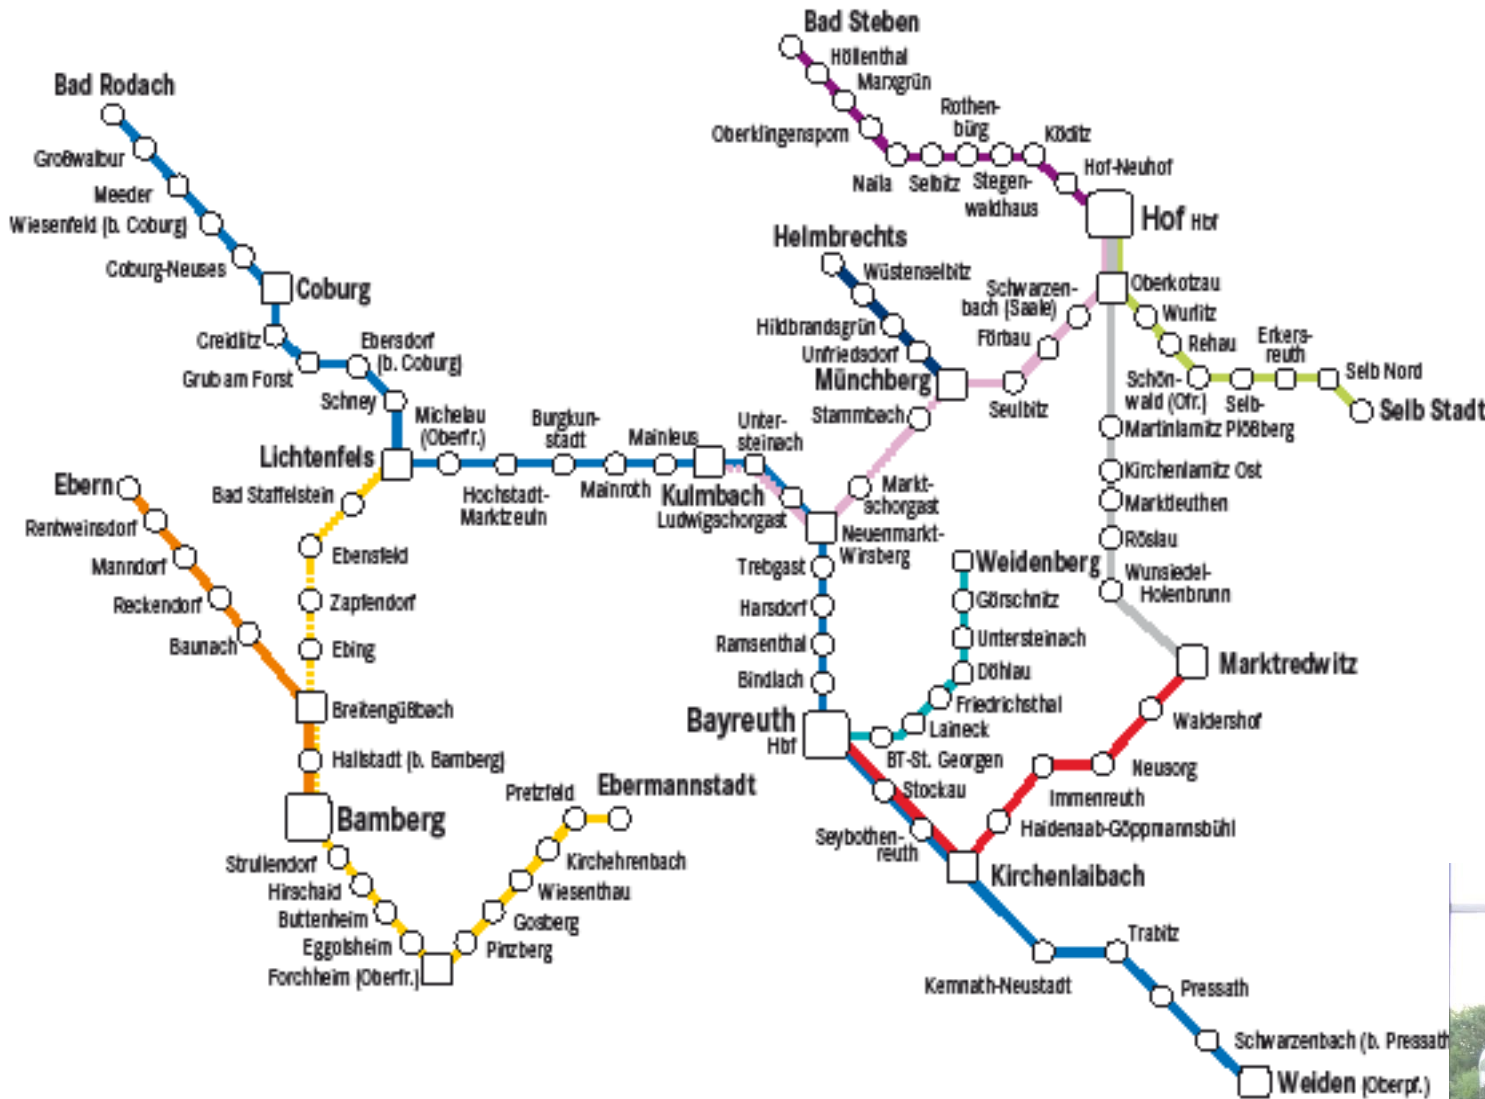 Bad Steben
Höllenthal
Marxgrün
Oberklingensporn
Naila
Selbitz
Rothen-
bürg
Stegen-
waldhaus
Köditz
Hof-Neuhof
Hof Hbf
Bad Rodach
Großwalbur
Meeder
Wiesenfeld (b. Coburg)
Coburg-Neuses
Coburg
Creidlitz
Grub am Forst
Ebersdorf
(b. Coburg)
Schney
Lichtenfels
Michelau
(Oberfr.)
Hochstadt-
Marktzeuln
Burgkun-
stadt
Mainroth
Mainleus
Kulmbach
Unter-
steinach
Ludwigschorgast
Neuenmarkt-
Wirsberg
Helmbrechts
Wüstenselbitz
Hildbrandsgrün
Unfriedsdorf
Münchberg
Stammbach
Markt-
schorgast
Seulbitz
Förbau
Schwarzen-
bach (Saale)
Oberkotzau
Wurlitz
Rehau
Schön-
wald (Ofr.)
Selb-
Plößberg
Erkers-
reuth
Selb Nord
Selb Stadt
Martinlamitz
Kirchenlamitz Ost
Marktleuthen
Röslau
Wunsiedel-
Holenbrunn
Marktredwitz
Waldershof
Neusorg
Immenreuth
Haidenaab-Göppmannsbühl
Kirchenlaibach
Ebern
Rentweinsdorf
Manndorf
Reckendorf
Baunach
Bad Staffelstein
Ebensfeld
Zapfendorf
Ebing
Breitengüßbach
Hallstadt (b. Bamberg)
Bamberg
Strullendorf
Hirschaid
Buttenheim
Eggolsheim
Forchheim (Oberfr.)
Pinzberg
Gosberg
Wiesenthau
Kirchehrenbach
Pretzfeld
Ebermannstadt
Trebgast
Harsdorf
Ramsenthal
Bindlach
Bayreuth
Hbf
Weidenberg
Görschnitz
Untersteinach
Döhlau
Friedrichsthal
Laineck
BT-St. Georgen
Stockau
Seybothen-
reuth
Kemnath-Neustadt
Trabitz
Pressath
Schwarzenbach (b. Pressath
Weiden (Oberpf.)